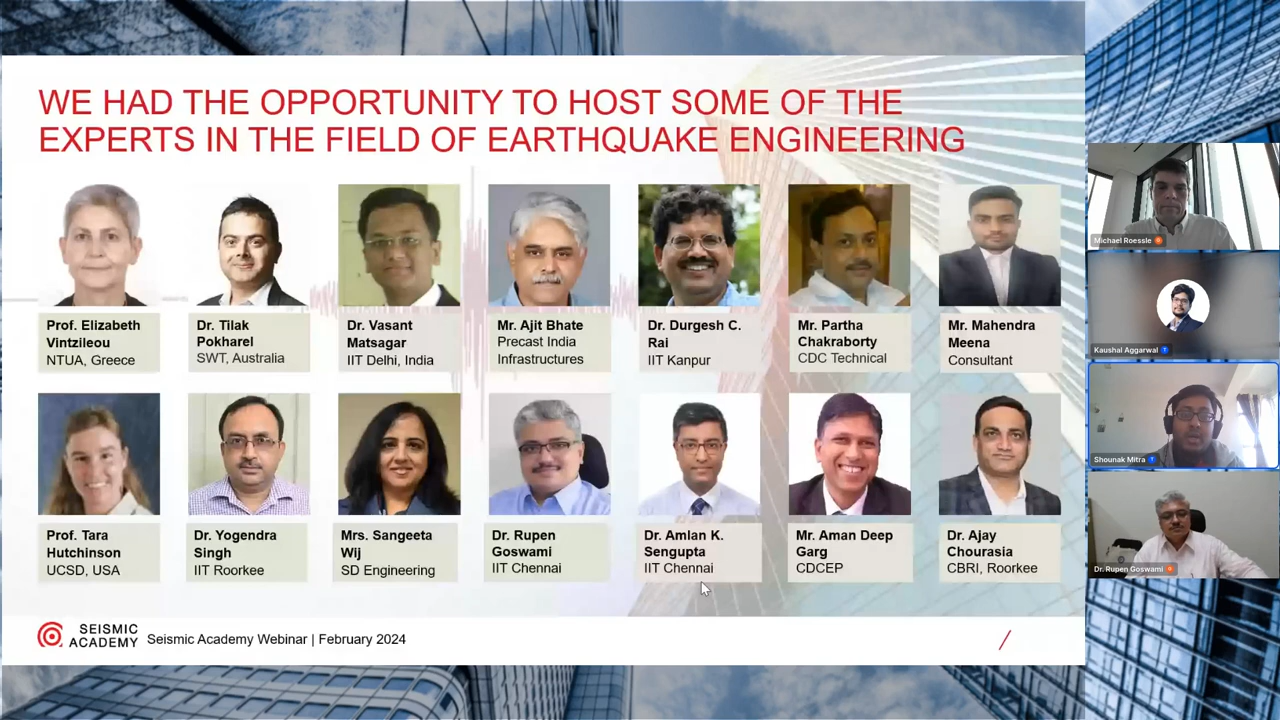 WE HAD THE OPPORTUNITY TO HOST SOME OF THE
EXPERTS IN THE FIELD OF EARTHQUAKE ENGINEERING
Prof. Elizabeth
Vintzileou
NTUA, Greece
Dr. Tilak
Pokharel
SWT, Australia
Dr. Vasant
Matsagar
IIT Delhi, India
Mr. Ajit Bhate
Precast India
Infrastructures
Dr. Durgesh C.
Rai
IIT Kanpur
Mr. Partha
Chakraborty
CDC Technical
Mr. Mahendra
Meena
Consultant
Prof. Tara
Hutchinson
UCSD, USA
Dr. Yogendra
Singh
IIT Roorkee
Mrs. Sangeeta
Wij
SD Engineering
Dr. Rupen
Goswami
IIT Chennai
Dr. Amlan K.
Sengupta
IIT Chennai
Mr. Aman Deep
Garg
CDCEP
Dr. Ajay
Chourasia
CBRI, Roorkee
SEISMIC
ACADEMY
Seismic Academy Webinar | February 2024
Michael Roessle
Kaushal Aggarwal
Shounak Mitra
Dr. Rupen Goswami